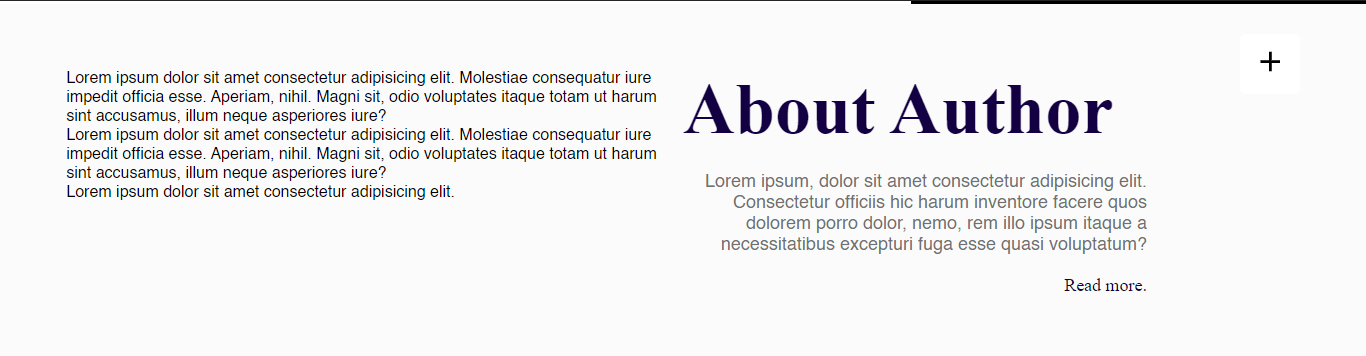 Lorem ipsum dolor sit amet consectetur adipisicing elit. Molestiae consequatur iure
impedit officia esse. Aperiam, nihil. Magni sit, odio voluptates itaque totam ut harum
sint accusamus, illum neque asperiores iure?
Lorem ipsum dolor sit amet consectetur adipisicing elit. Molestiae consequatur iure
impedit officia esse. Aperiam, nihil. Magni sit, odio voluptates itaque totam ut harum
sint accusamus, illum neque asperiores iure?
Lorem ipsum dolor sit amet consectetur adipisicing elit.
About Author
Lorem ipsum, dolor sit amet consectetur adipisicing elit.
Consectetur officiis hic harum inventore facere quos
dolorem porro dolor, nemo, rem illo ipsum itaque a
necessitatibus excepturi fuga esse quasi voluptatum?
Read more.
+